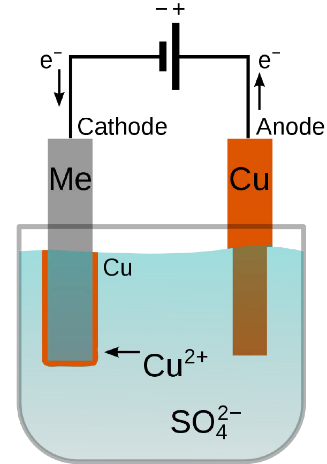 − +
e⁻ e⁻
Cathode Anode
Me Cu
Cu
Cu²⁺
SO₄²⁻